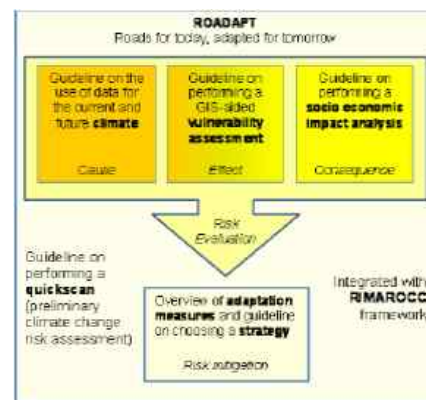 ROADAPT
Roads for today, adapted for tomorrow
Guideline on the
use of data for
the current and
future climate
Cause
Guideline on
performing a
GIS-aided
vulnerability
assessment
Effect
Guideline on
performing a
socio economic
impact analysis
Consequence
Risk
Evaluation
Guideline on
performing a
quickscan
(preliminary
climate change
risk assessment)
Overview of adaptation
measures and guideline
on choosing a strategy
Risk mitigation
Integrated with
RIMAROCC
framework